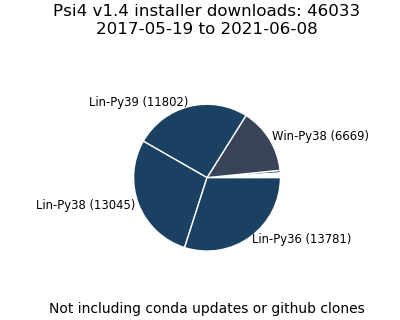 Psi4 v1.4 installer downloads: 46033
2017-05-19 to 2021-06-08
Lin-Py39 (11802)
Win-Py38 (6669)
Lin-Py38 (13045)
Lin-Py36 (13781)
Not including conda updates or github clones